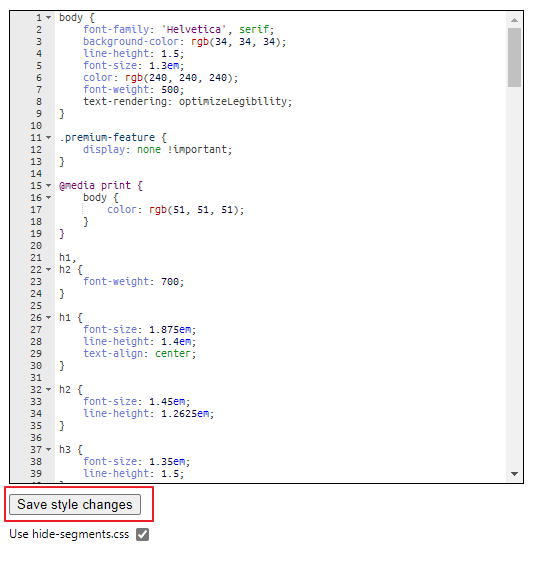 1 body {
2 font-family: 'Helvetica', serif;
3 background-color: rgb(34, 34, 34);
4 line-height: 1.5;
5 font-size: 1.3em;
6 color: rgb(240, 240, 240);
7 font-weight: 500;
8 text-rendering: optimizeLegibility;
9 }
10
11 .premium-feature {
12 display: none !important;
13 }
14
15 @media print {
16 body {
17 color: rgb(51, 51, 51);
18 }
19 }
20
21 h1,
22 h2 {
23 font-weight: 700;
24 }
25
26 h1 {
27 font-size: 1.875em;
28 line-height: 1.4em;
29 text-align: center;
30 }
31
32 h2 {
33 font-size: 1.45em;
34 line-height: 1.2625em;
35 }
36
37 h3 {
38 font-size: 1.35em;
39 line-height: 1.5;
Save style changes
Use hide-segments.css